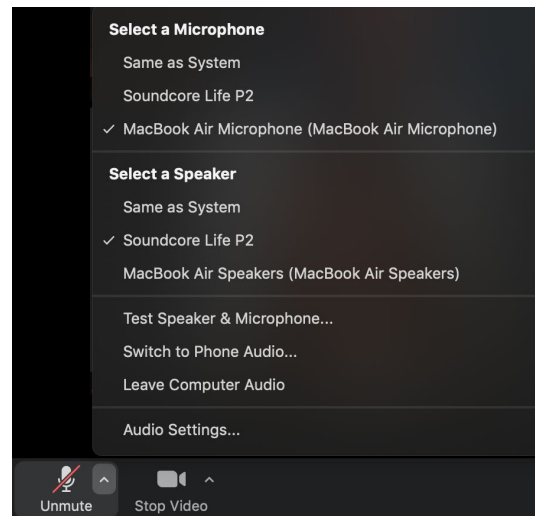 Select a Microphone
Same as System
Soundcore Life P2
✓ MacBook Air Microphone (MacBook Air Microphone)
Select a Speaker
Same as System
✓ Soundcore Life P2
MacBook Air Speakers (MacBook Air Speakers)
Test Speaker & Microphone...
Switch to Phone Audio...
Leave Computer Audio
Audio Settings...
Unmute
Stop Video